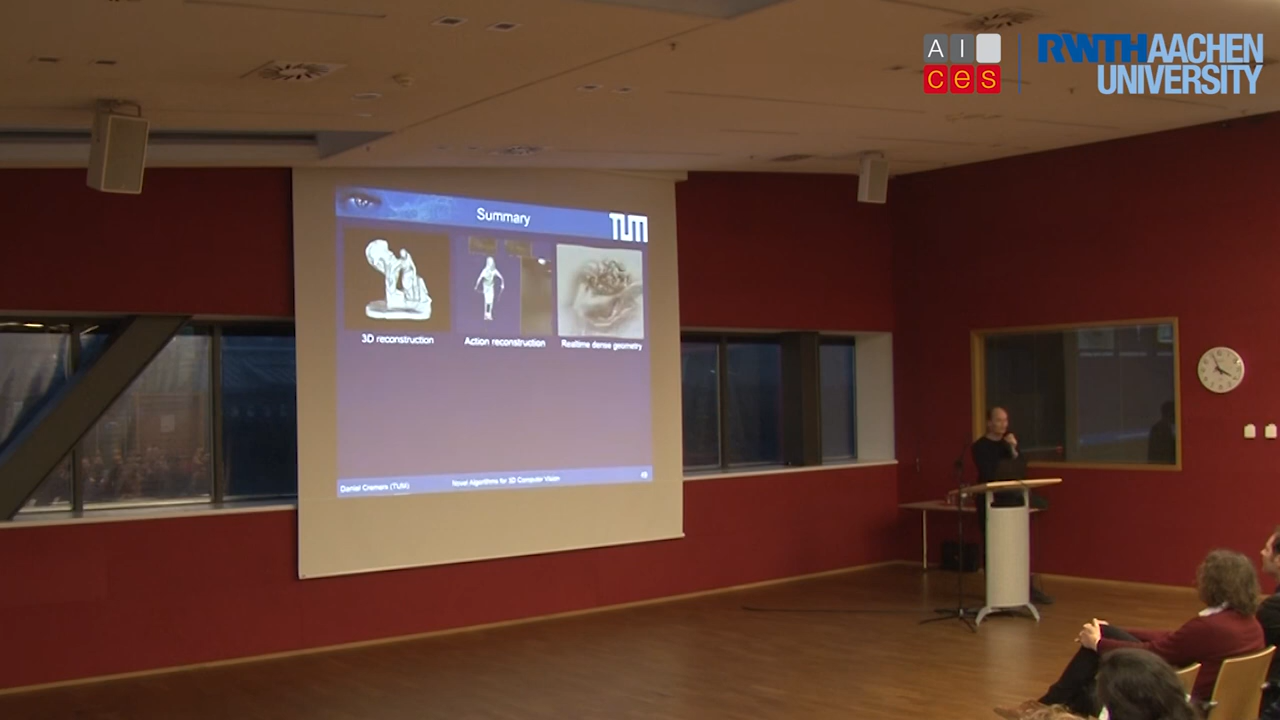 AI
ces
RWTHAACHEN
UNIVERSITY
Summary
TUM
3D reconstruction
Action reconstruction
Realtime dense geometry
Daniel Cremers (TUM)
Novel Algorithms for 3D Computer Vision